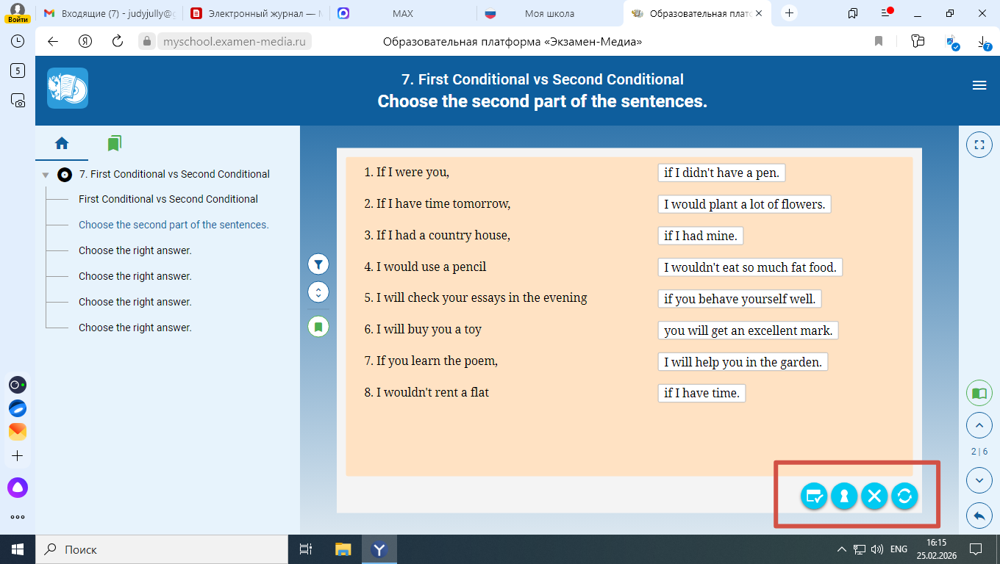 Войти
Входящие (7) - judyjully@g
Электронный журнал —
MAX
Моя школа
Образовательная платф
myschool.examen-media.ru
Образовательная платформа «Экзамен-Медиа»
7
5
7. First Conditional vs Second Conditional
Choose the second part of the sentences.
7. First Conditional vs Second Conditional
First Conditional vs Second Conditional
Choose the second part of the sentences.
Choose the right answer.
Choose the right answer.
Choose the right answer.
Choose the right answer.
1. If I were you,
if I didn't have a pen.
2. If I have time tomorrow,
I would plant a lot of flowers.
3. If I had a country house,
if I had mine.
4. I would use a pencil
I wouldn't eat so much fat food.
5. I will check your essays in the evening
if you behave yourself well.
6. I will buy you a toy
you will get an excellent mark.
7. If you learn the poem,
I will help you in the garden.
8. I wouldn't rent a flat
if I have time.
2 | 6
Поиск
ENG
16:15
25.02.2026